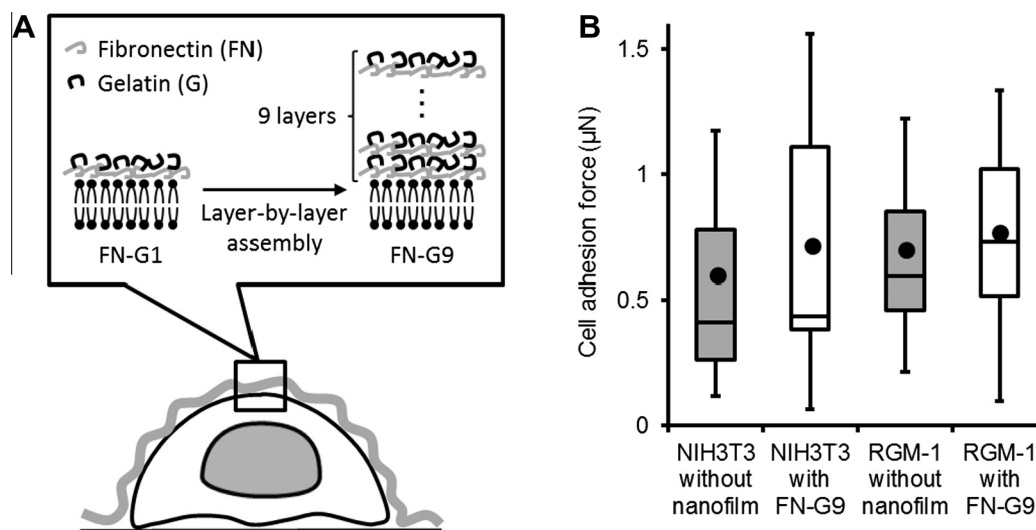 A
Fibronectin (FN)
Gelatin (G)
9 layers
Layer-by-layer
assembly
FN-G1
FN-G9
B
Cell adhesion force (µN)
1.5
1
0.5
0
NIH3T3
without
nanofilm
NIH3T3
with
FN-G9
RGM-1
without
nanofilm
RGM-1
with
FN-G9